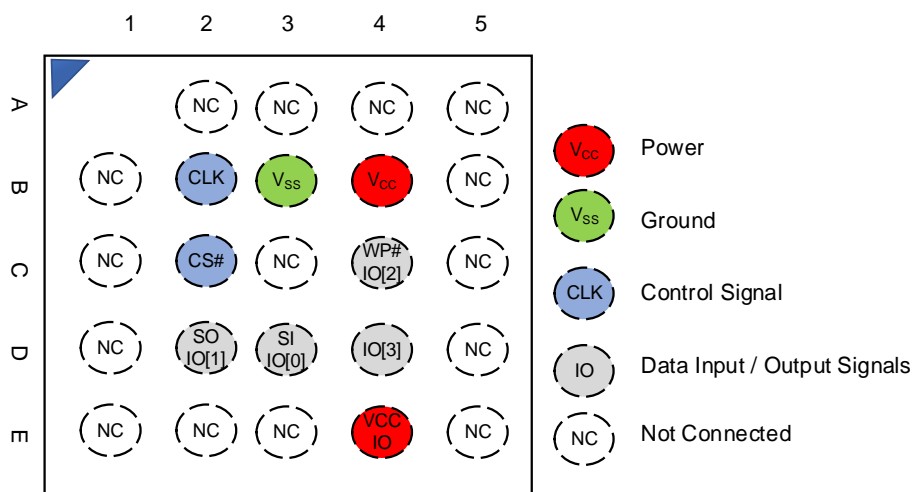 1 2 3 4 5
A NC NC NC NC
B NC CLK VSS VCC NC
C NC CS# NC WP# IO[2] NC
D NC SO IO[1] SI IO[0] IO[3] NC
E NC NC NC VCC IO NC
VCC Power
VSS Ground
CLK Control Signal
IO Data Input / Output Signals
NC Not Connected